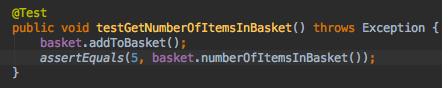 @Test
public void testGetNumberOfItemsInBasket() throws Exception {
basket.addToBasket();
assertEquals(5, basket.numberOfItemsInBasket());
}